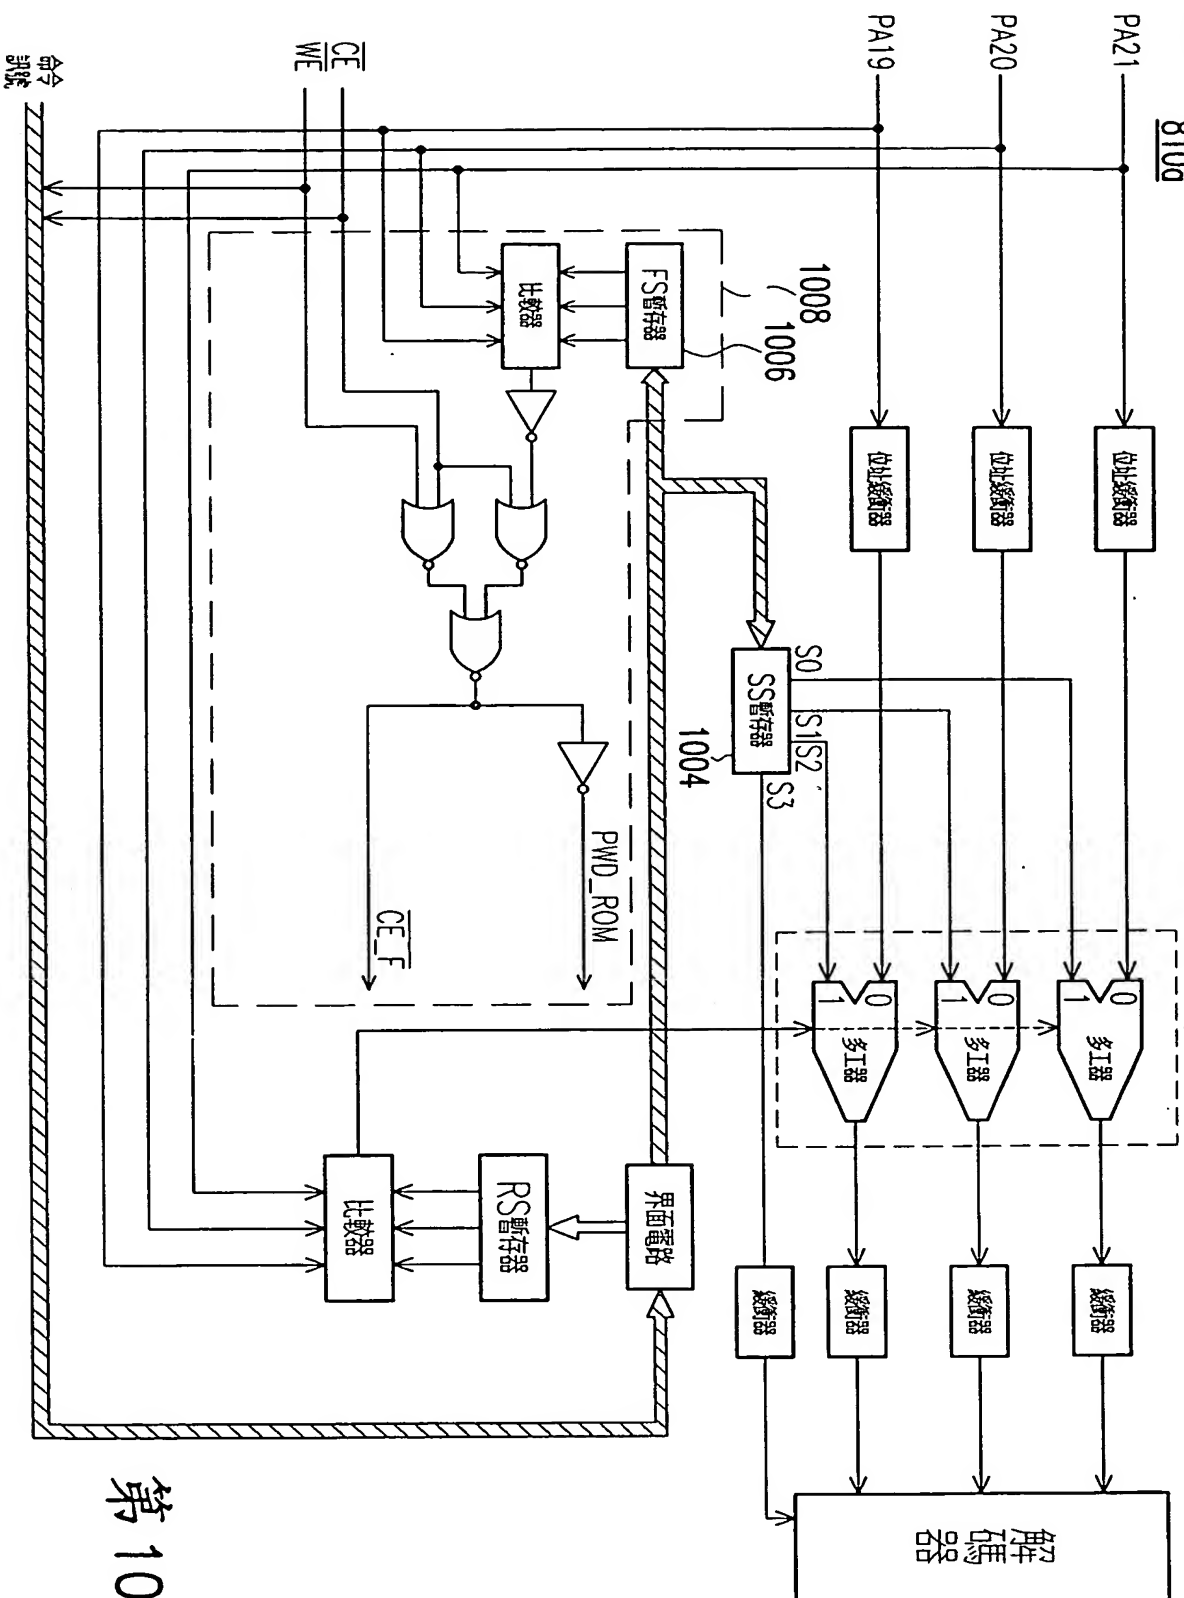 810a
PA21
PA20
PA19
CE
WE
命令
訊號
位址緩衝器
位址緩衝器
位址緩衝器
1008
1006
FS暫存器
比較器
S0
S1
S2
S3
SS暫存器
1004
PWD_ROM
CE_F
0
1
多工器
0
1
多工器
0
1
多工器
界面電路
RS暫存器
比較器
緩衝器
緩衝器
緩衝器
緩衝器
解碼器
第10